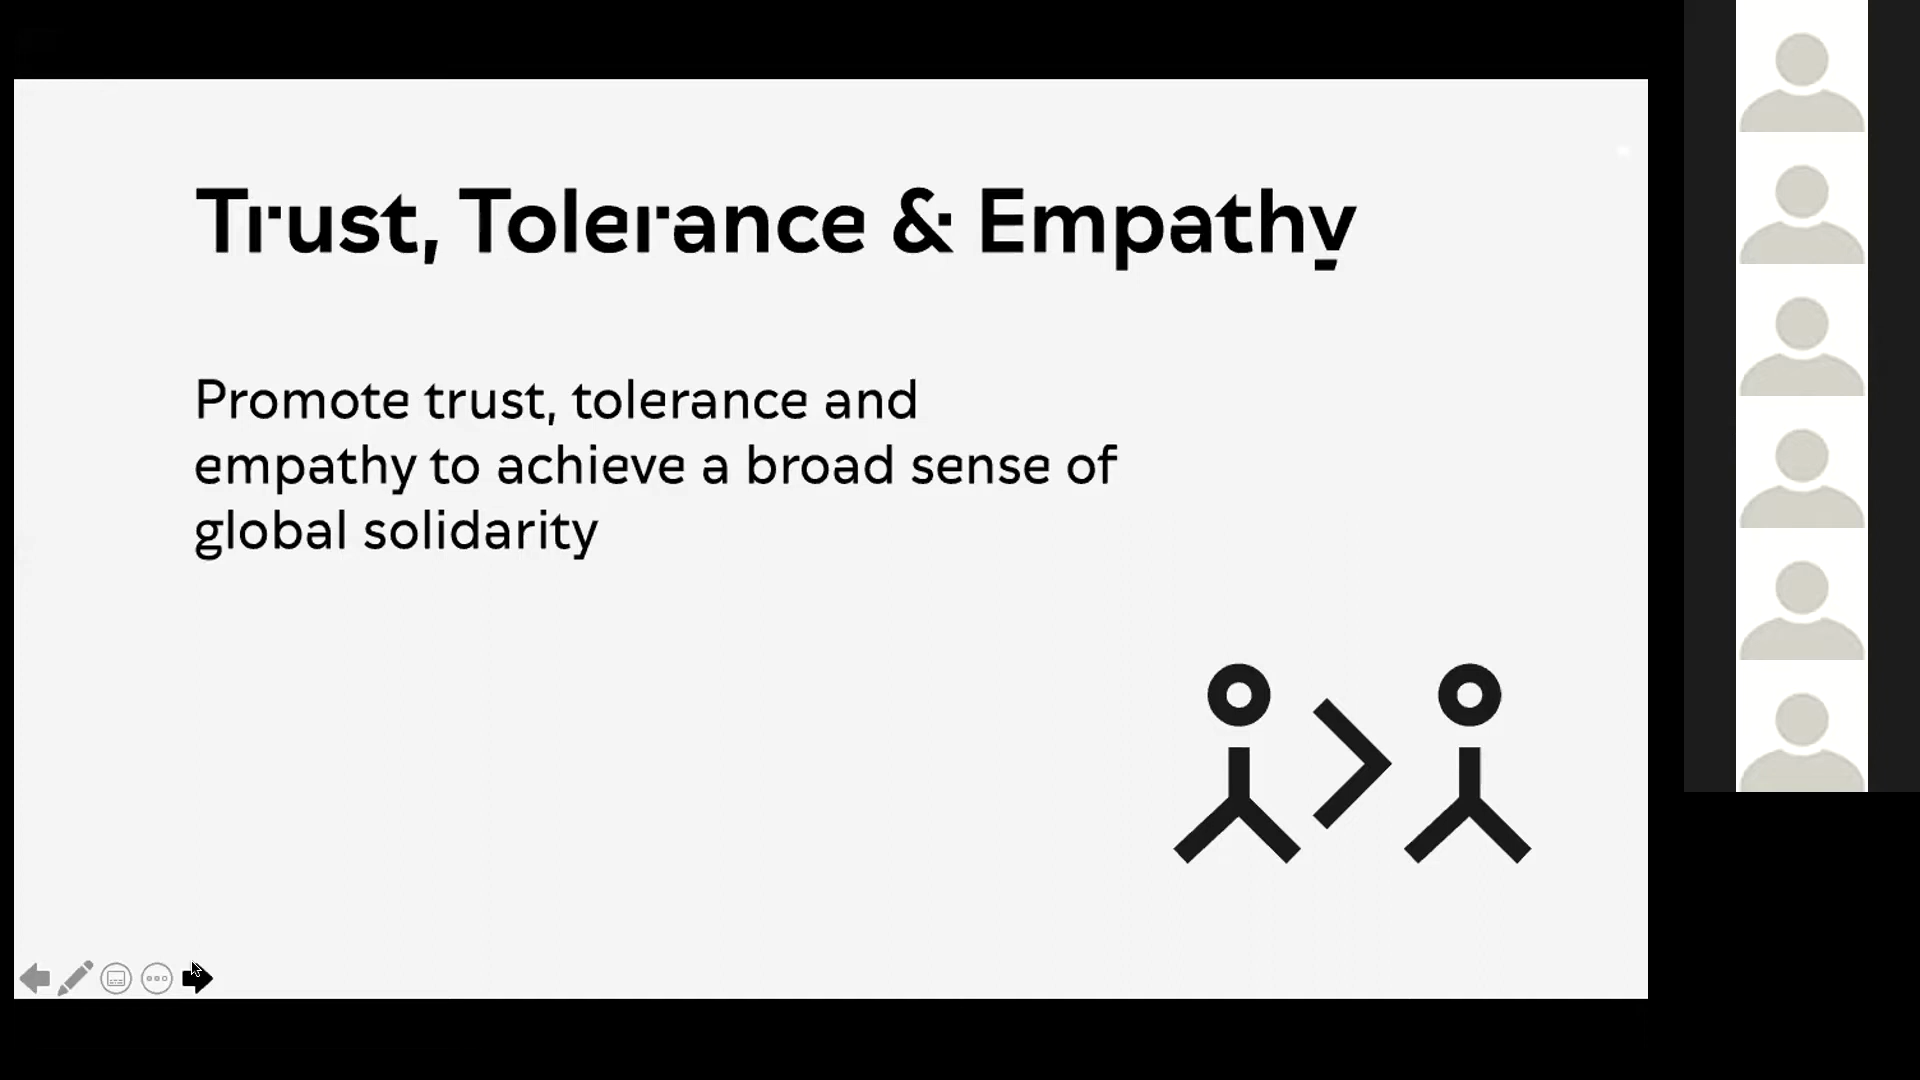 Trust, Tolerance & Empathy
Promote trust, tolerance and
empathy to achieve a broad sense of
global solidarity